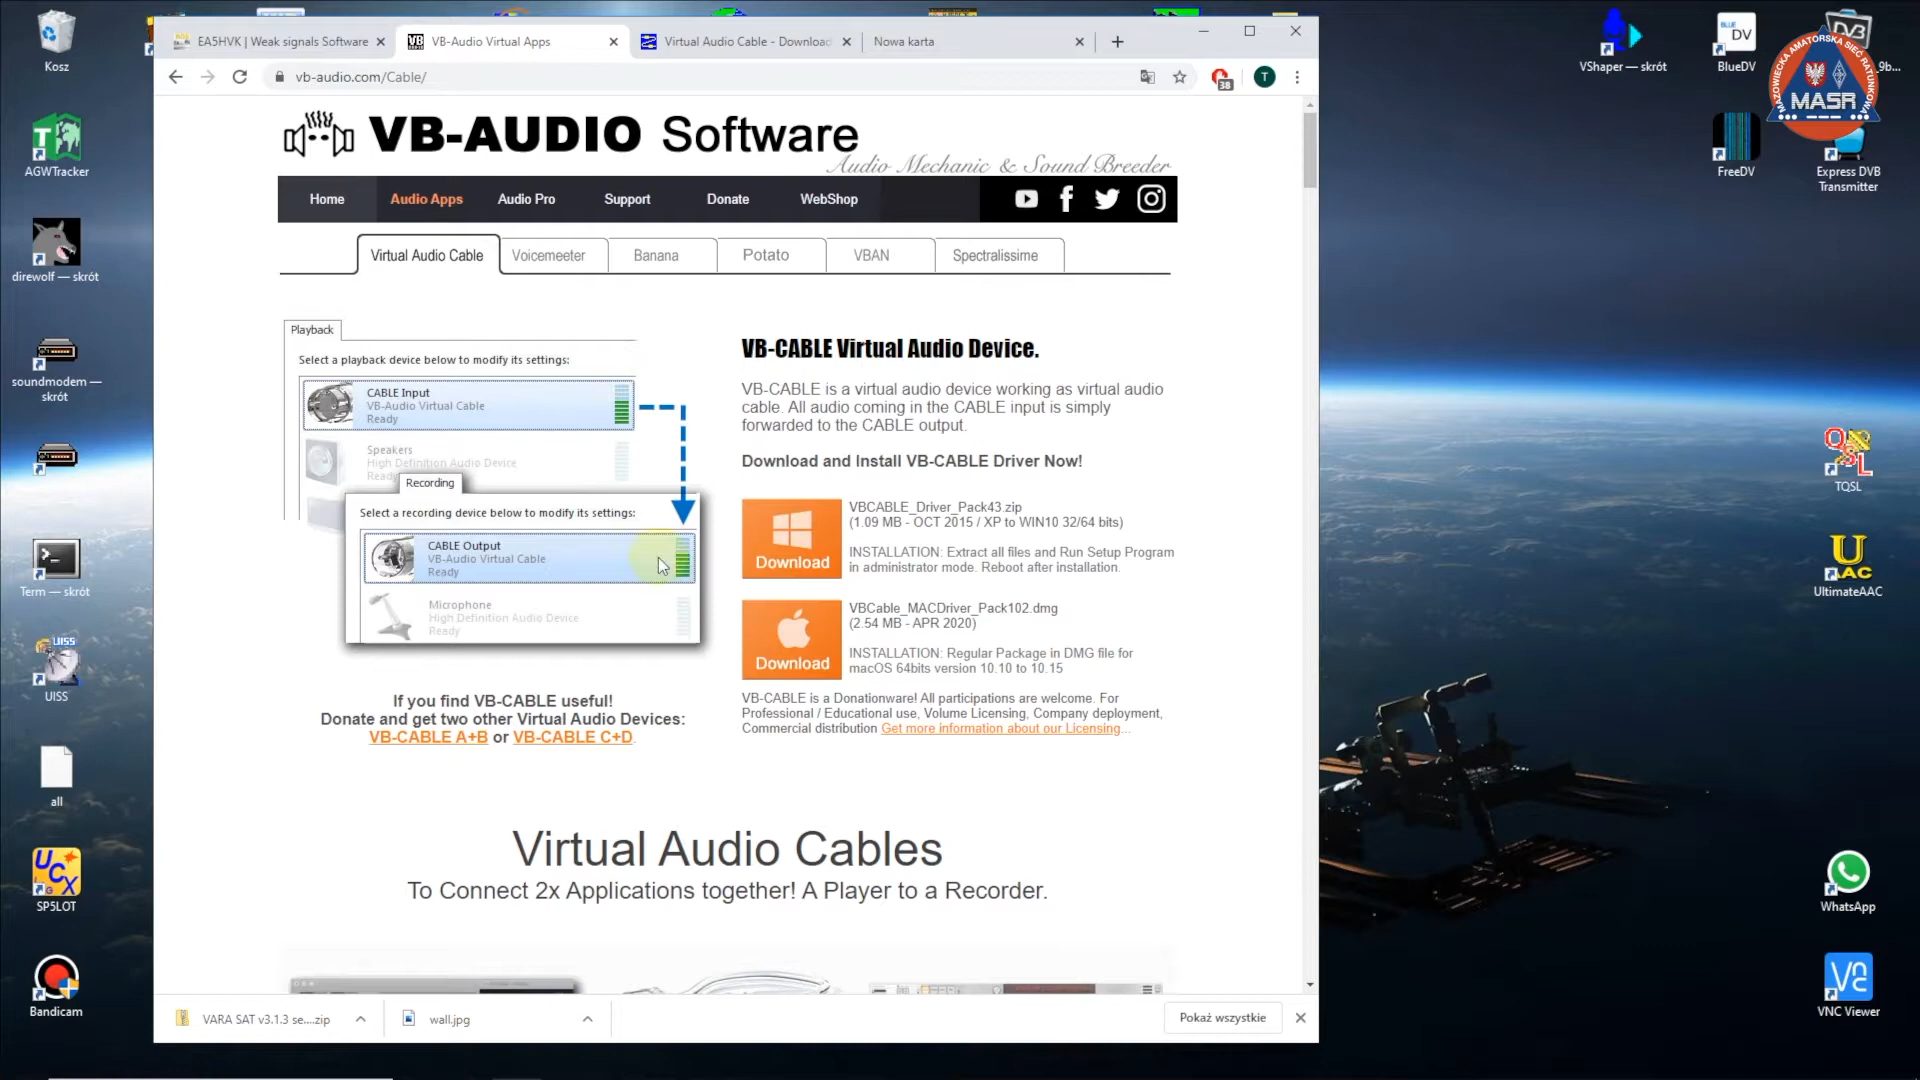 Kosz
AGWTracker
direwolf — skrót
soundmodem —
skrót
Term — skrót
UISS
UISS
all
SP5LOT
Bandicam
EA5HVK | Weak signals Software
VB-Audio Virtual Apps
Virtual Audio Cable - Download
Nowa karta
vb-audio.com/Cable/
38
T
VB-AUDIO Software
Audio Mechanic & Sound Breeder
Home
Audio Apps
Audio Pro
Support
Donate
WebShop
Virtual Audio Cable
Voicemeeter
Banana
Potato
VBAN
Spectralissime
Playback
Select a playback device below to modify its settings:
CABLE Input
VB-Audio Virtual Cable
Ready
Speakers
High Definition Audio Device
Ready
Recording
Select a recording device below to modify its settings:
CABLE Output
VB-Audio Virtual Cable
Ready
Microphone
High Definition Audio Device
Ready
If you find VB-CABLE useful!
Donate and get two other Virtual Audio Devices:
VB-CABLE A+B or VB-CABLE C+D.
VB-CABLE Virtual Audio Device.
VB-CABLE is a virtual audio device working as virtual audio
cable. All audio coming in the CABLE input is simply
forwarded to the CABLE output.
Download and Install VB-CABLE Driver Now!
Download
VBCABLE_Driver_Pack43.zip
(1.09 MB - OCT 2015 / XP to WIN10 32/64 bits)
INSTALLATION: Extract all files and Run Setup Program
in administrator mode. Reboot after installation.
Download
VBCable_MACDriver_Pack102.dmg
(2.54 MB - APR 2020)
INSTALLATION: Regular Package in DMG file for
macOS 64bits version 10.10 to 10.15
VB-CABLE is a Donationware! All participations are welcome. For
Professional / Educational use, Volume Licensing, Company deployment,
Commercial distribution Get more information about our Licensing...
Virtual Audio Cables
To Connect 2x Applications together! A Player to a Recorder.
VARA SAT v3.1.3 se....zip
wall.jpg
Pokaż wszystkie
VShaper — skrót
BLUE
DV
BlueDV
DV3
_9b...
MAZOWIECKA AMATORSKA SIEĆ RATUNKOWA
MASR
FreeDV
Express DVB
Transmitter
QSL
TQSL
U
AAC
UltimateAAC
WhatsApp
VNC Viewer